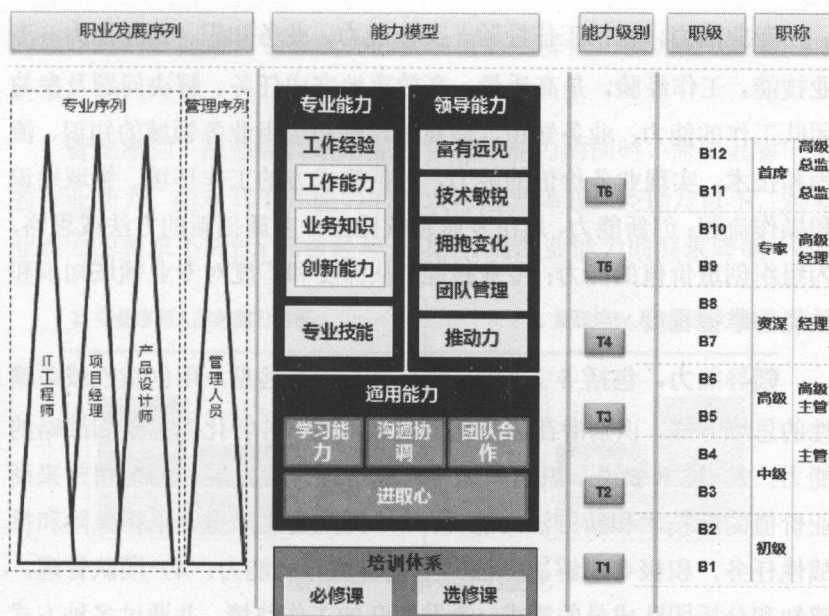 职业发展序列
能力模型
能力级别
职级
职称
专业序列
管理序列
IT工程师
项目经理
产品设计师
管理人员
专业能力
工作经验
工作能力
业务知识
创新能力
专业技能
领导能力
富有远见
技术敏锐
拥抱变化
团队管理
推动力
通用能力
学习能
力
沟通协
调
团队合
作
进取心
培训体系
必修课
选修课
T6
T5
T4
T3
T2
T1
B12
B11
B10
B9
B8
B7
B6
B5
B4
B3
B2
B1
首席
专家
资深
高级
中级
初级
高级
总监
总监
高级
经理
经理
高级
主管
主管